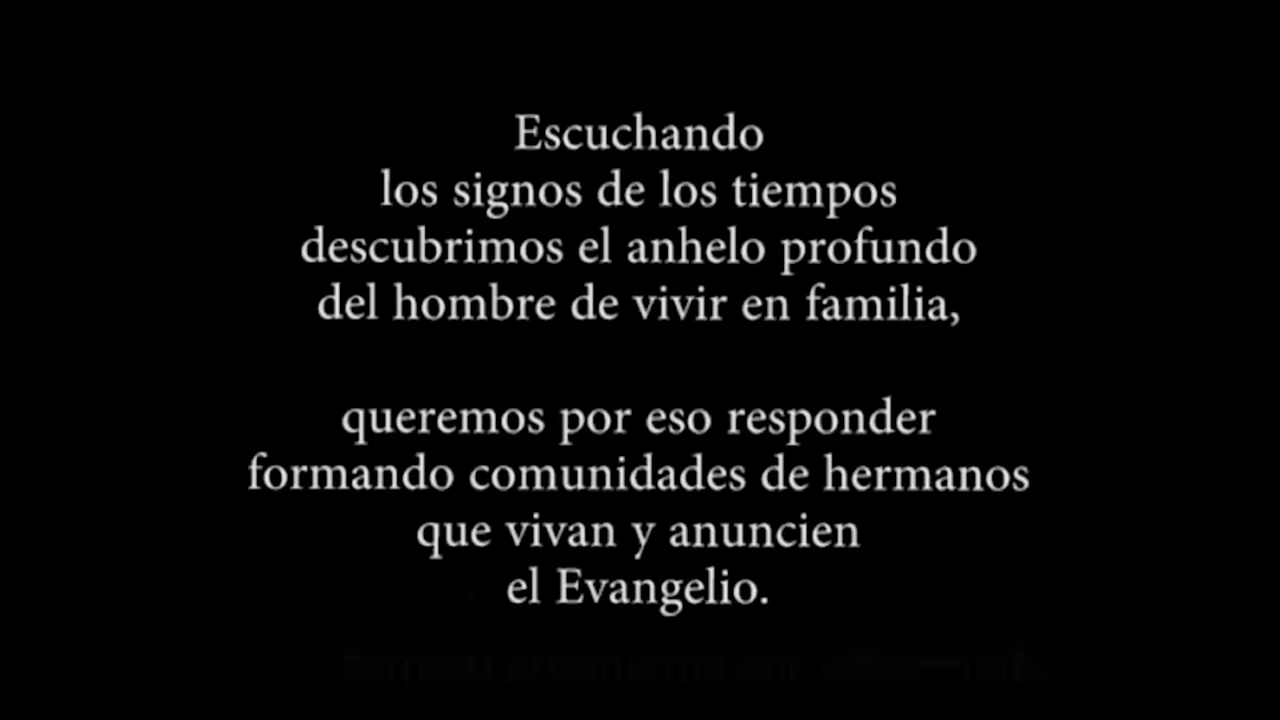 Escuchando
los signos de los tiempos
descubrimos el anhelo profundo
del hombre de vivir en familia,
queremos por eso responder
formando comunidades de hermanos
que vivan y anuncien
el Evangelio.